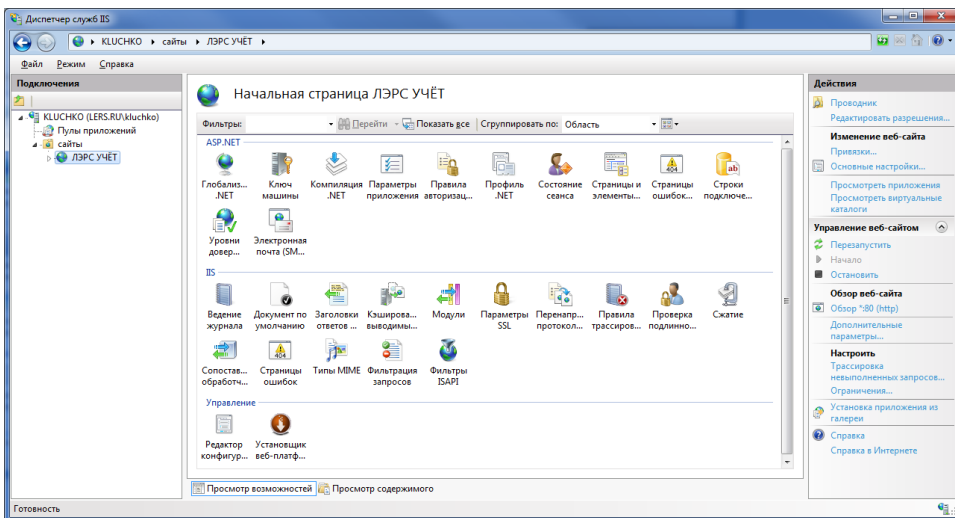 Диспетчер служб IIS
KLUCHKO сайты ЛЭРС УЧЁТ
Файл Режим Справка
Подключения
KLUCHKO (LERS.RU\kluchko)
Пулы приложений
сайты
ЛЭРС УЧЁТ
Начальная страница ЛЭРС УЧЁТ
Фильтры: Перейти Показать все Сгруппировать по: Область
ASP.NET
Глобализ... Ключ Компиляция Параметры Правила Профиль Состояние Страницы и Страницы Строки
.NET машины .NET приложения авторизац... .NET сеанса элементы... ошибок... подключе...
Уровни Электронная
довер... почта (SM...
IIS
Ведение Документ по Заголовки Кэширова... Модули Параметры Перенапр... Правила Проверка Сжатие
журнала умолчанию ответов ... выводимы... SSL протокол... трассиров... подлинно...
Сопостав... Страницы Типы MIME Фильтрация Фильтры
обработч... ошибок запросов ISAPI
Управление
Редактор Установщик
конфигур... веб-платф...
Просмотр возможностей Просмотр содержимого
Действия
Проводник
Редактировать разрешения...
Изменение веб-сайта
Привязки...
Основные настройки...
Просмотреть приложения
Просмотреть виртуальные
каталоги
Управление веб-сайтом
Перезапустить
Начало
Остановить
Обзор веб-сайта
Обзор *:80 (http)
Дополнительные
параметры...
Настроить
Трассировка
невыполненных запросов...
Ограничения...
Установка приложения из
галереи
Справка
Справка в Интернете
Готовность